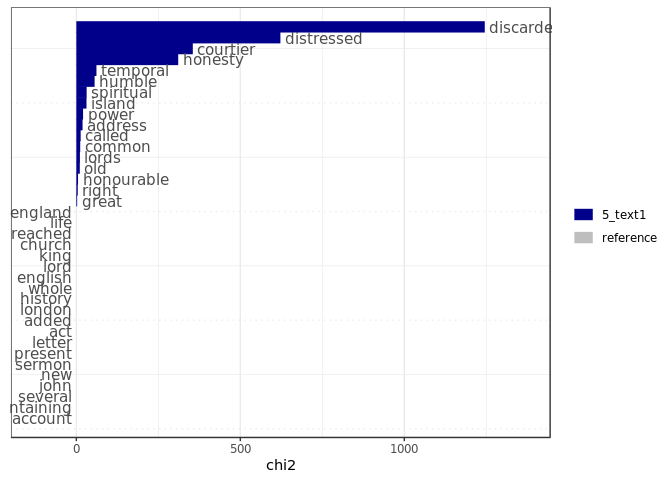 discarde
distressed
courtier
honesty
temporal
humble
spiritual
island
power
address
called
common
lords
old
honourable
right
great
england
life
reached
church
king
lord
english
whole
history
london
added
act
letter
present
sermon
new
john
several
ntaining
account
0 500 1000
chi2
5_text1
reference